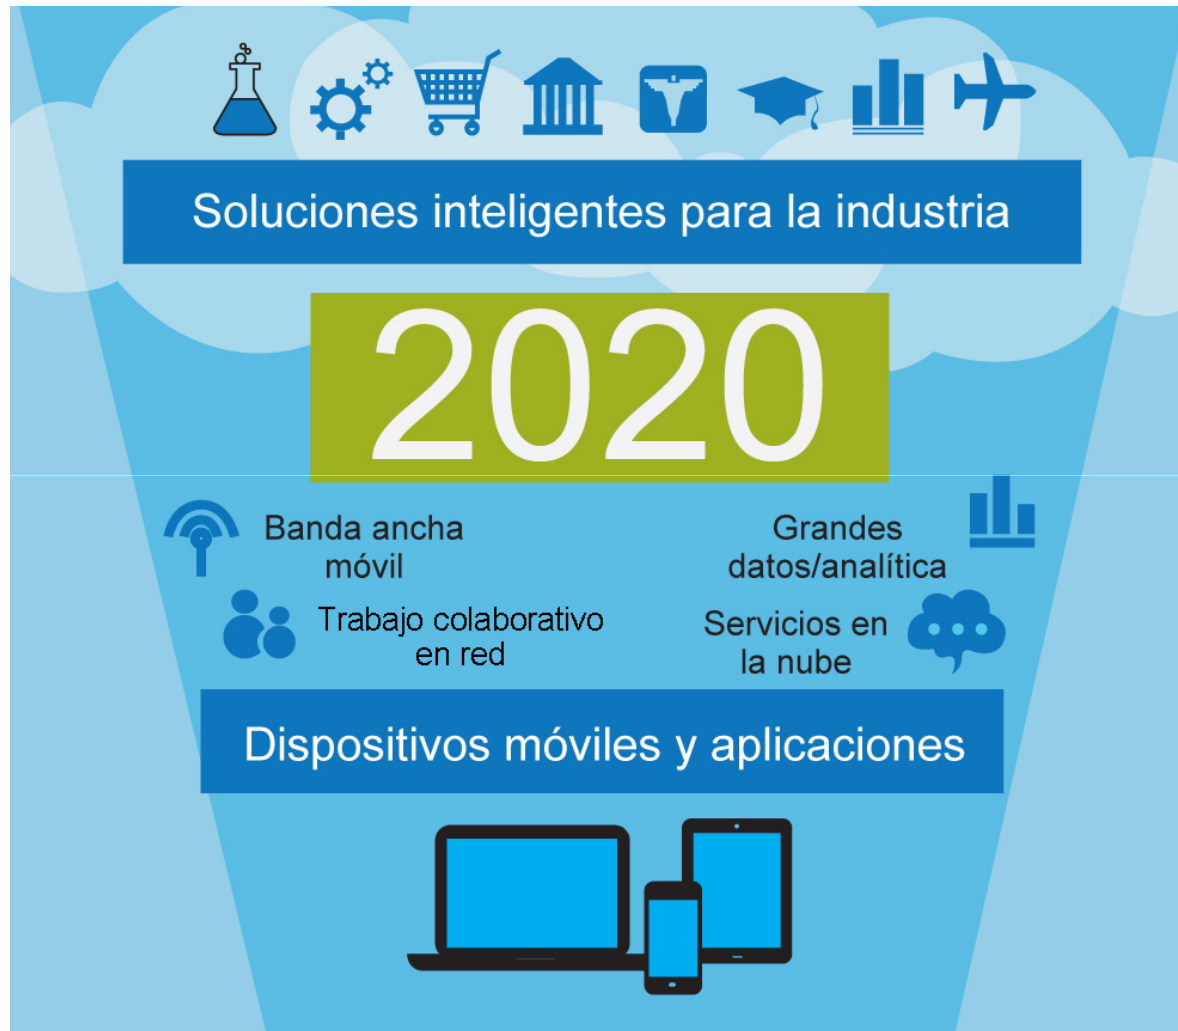 Soluciones inteligentes para la industria
2020
Banda ancha
móvil
Grandes
datos/analítica
Trabajo colaborativo
en red
Servicios en
la nube
Dispositivos móviles y aplicaciones